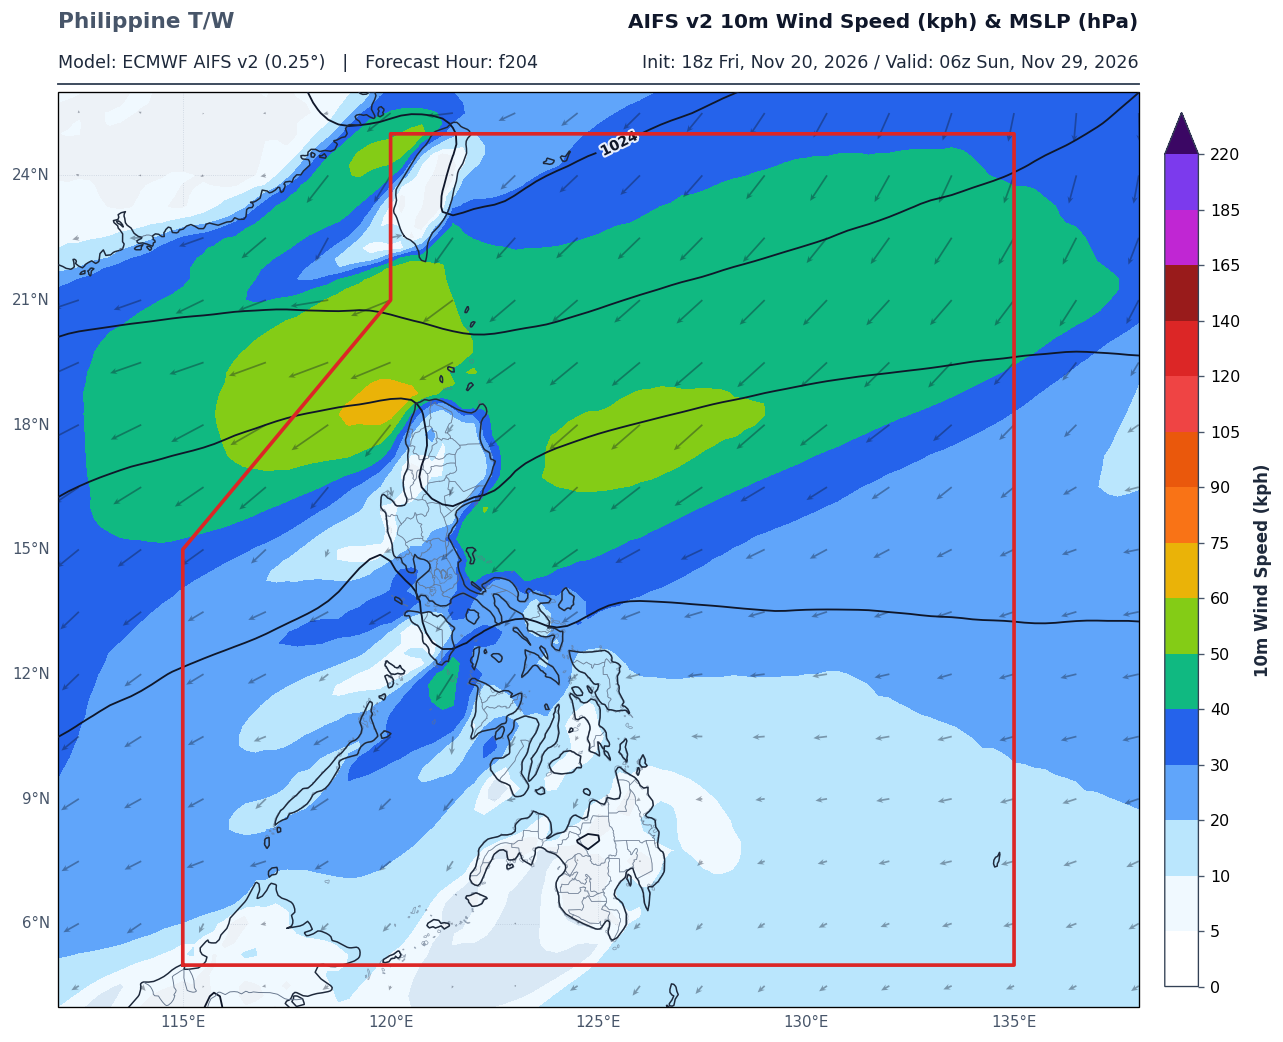 Philippine T/W
AIFS v2 10m Wind Speed (kph) & MSLP (hPa)
Model: ECMWF AIFS v2 (0.25°) | Forecast Hour: f204
Init: 18z Fri, Nov 20, 2026 / Valid: 06z Sun, Nov 29, 2026
1024
24°N
21°N
18°N
15°N
12°N
9°N
6°N
115°E
120°E
125°E
130°E
135°E
220
185
165
140
120
105
90
75
60
50
40
30
20
10
5
0
10m Wind Speed (kph)